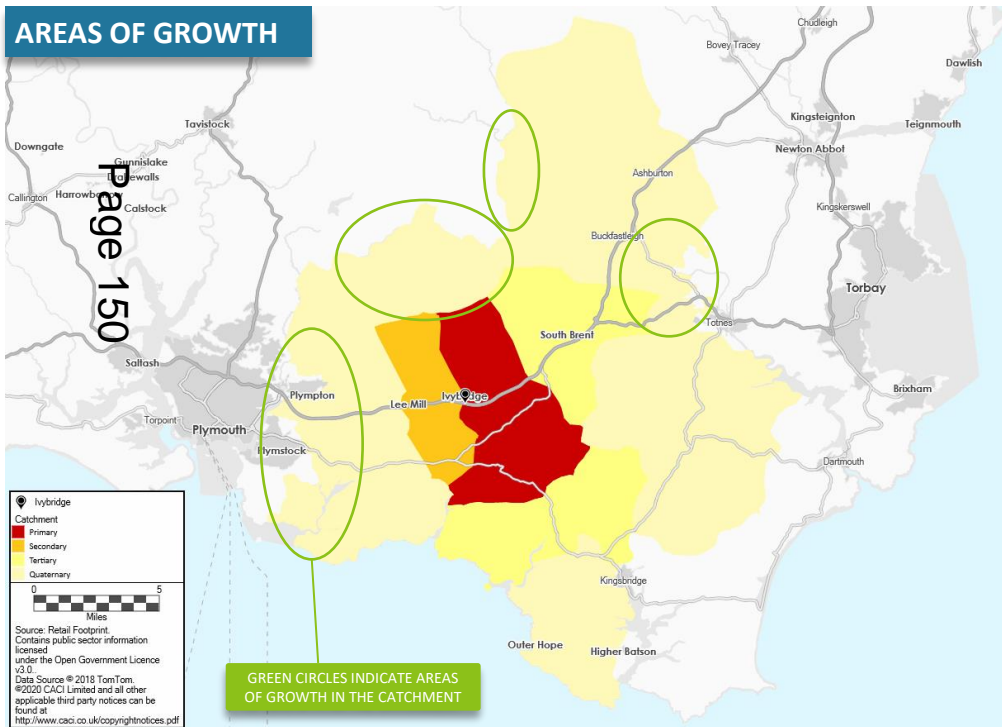 AREAS OF GROWTH
Page 150
Chudleigh
Bovey Tracey
Dawlish
Tavistock
Kingsteignton
Teignmouth
Downgate
Gunnislake
Newton Abbot
Drakewalls
Ashburton
Callington
Harrowbarrow
Calstock
Kingskerswell
Buckfastleigh
Torbay
Totnes
South Brent
Saltash
Plympton
Brixham
Lee Mill
Ivybridge
Torpoint
Plymouth
Plymstock
Dartmouth
Kingsbridge
Outer Hope
Higher Batson
Ivybridge
Catchment
Primary
Secondary
Tertiary
Quaternary
0 5
Miles
Source: Retail Footprint.
Contains public sector information
licensed
under the Open Government Licence
v3.0..
Data Source © 2018 TomTom.
©2020 CACI Limited and all other
applicable third party notices can be
found at
http://www.caci.co.uk/copyrightnotices.pdf
GREEN CIRCLES INDICATE AREAS
OF GROWTH IN THE CATCHMENT